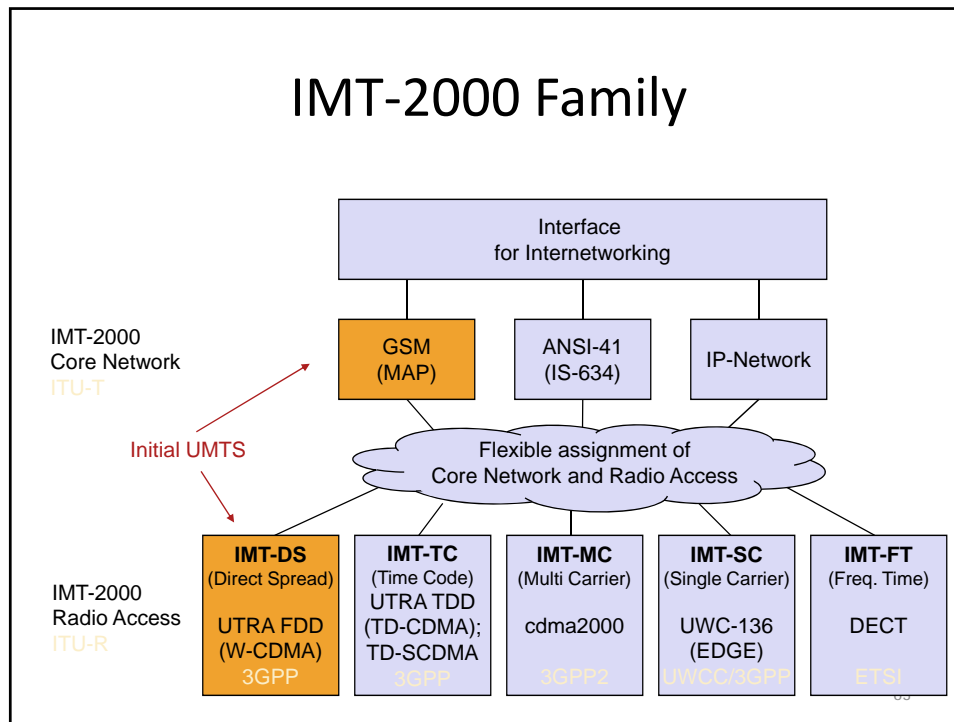 IMT-2000 Family
Interface
for Internetworking
IMT-2000
Core Network
ITU-T
GSM
(MAP)
ANSI-41
(IS-634)
IP-Network
Initial UMTS
Flexible assignment of
Core Network and Radio Access
IMT-2000
Radio Access
ITU-R
IMT-DS
(Direct Spread)
UTRA FDD
(W-CDMA)
3GPP
IMT-TC
(Time Code)
UTRA TDD
(TD-CDMA);
TD-SCDMA
3GPP
IMT-MC
(Multi Carrier)
cdma2000
3GPP2
IMT-SC
(Single Carrier)
UWC-136
(EDGE)
UWCC/3GPP
IMT-FT
(Freq. Time)
DECT
ETSI